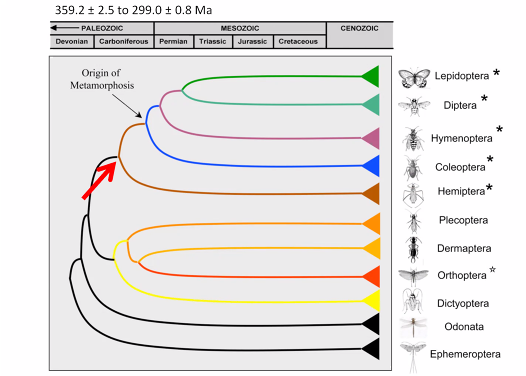 359.2 ± 2.5 to 299.0 ± 0.8 Ma
PALEOZOIC MESOZOIC CENOZOIC
Devonian Carboniferous Permian Triassic Jurassic Cretaceous
Origin of
Metamorphosis
Lepidoptera*
Diptera*
Hymenoptera*
Coleoptera*
Hemiptera*
Plecoptera
Dermaptera
Orthoptera☆
Dictyoptera
Odonata
Ephemeroptera